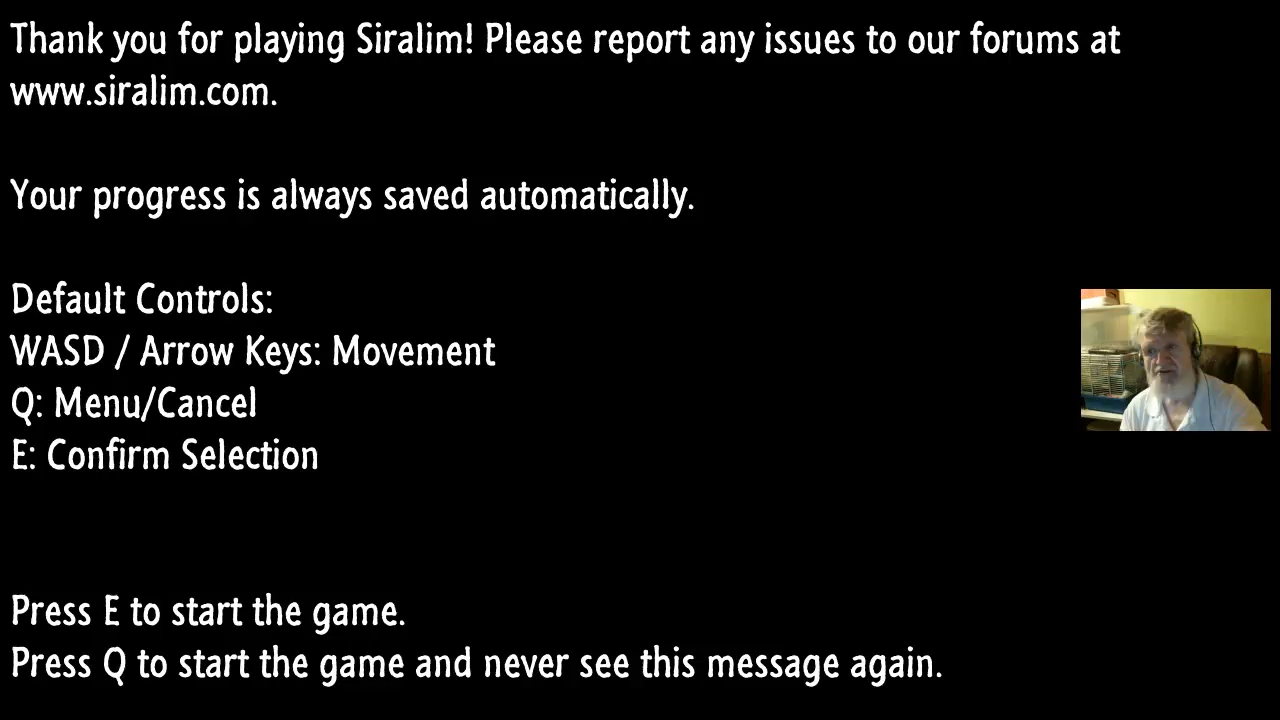 Thank you for playing Siralim! Please report any issues to our forums at
www.siralim.com.
Your progress is always saved automatically.
Default Controls:
WASD / Arrow Keys: Movement
Q: Menu/Cancel
E: Confirm Selection
Press E to start the game.
Press Q to start the game and never see this message again.